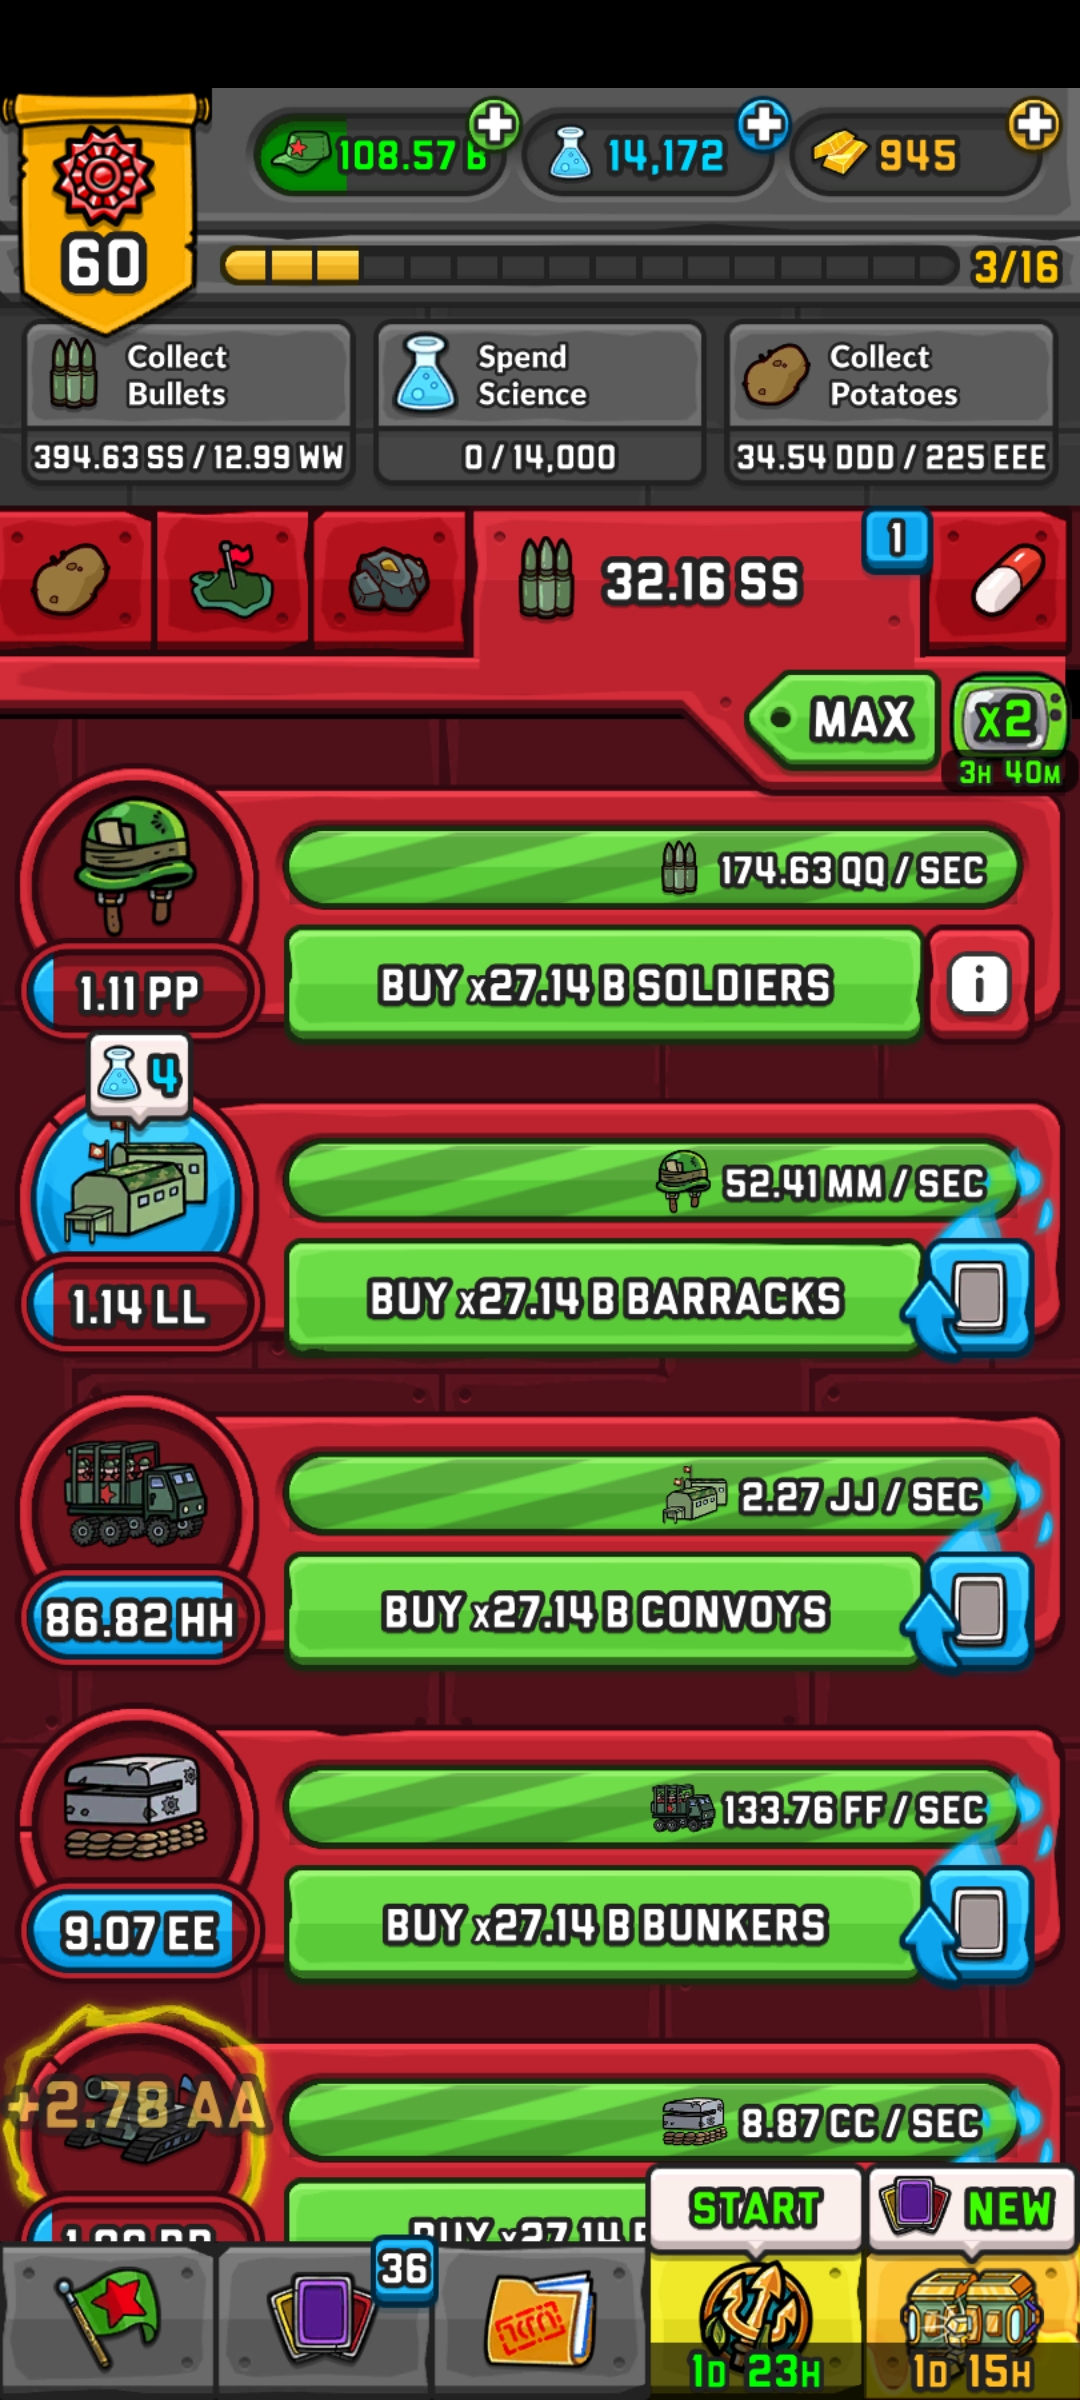 108.57 B
14,172
945
60
3/16
Collect
Bullets
394.63 SS / 12.99 WW
Spend
Science
0 / 14,000
Collect
Potatoes
34.54 DDD / 225 EEE
32.16 SS
1
MAX
x2
3H 40M
174.63 QQ / SEC
1.11 PP
BUY x27.14 B SOLDIERS
i
4
52.41 MM / SEC
1.14 LL
BUY x27.14 B BARRACKS
2.27 JJ / SEC
86.82 HH
BUY x27.14 B CONVOYS
133.76 FF / SEC
9.07 EE
BUY x27.14 B BUNKERS
+2.78 AA
8.87 CC / SEC
BUY x27.14
START
NEW
36
1D 23H
1D 15H